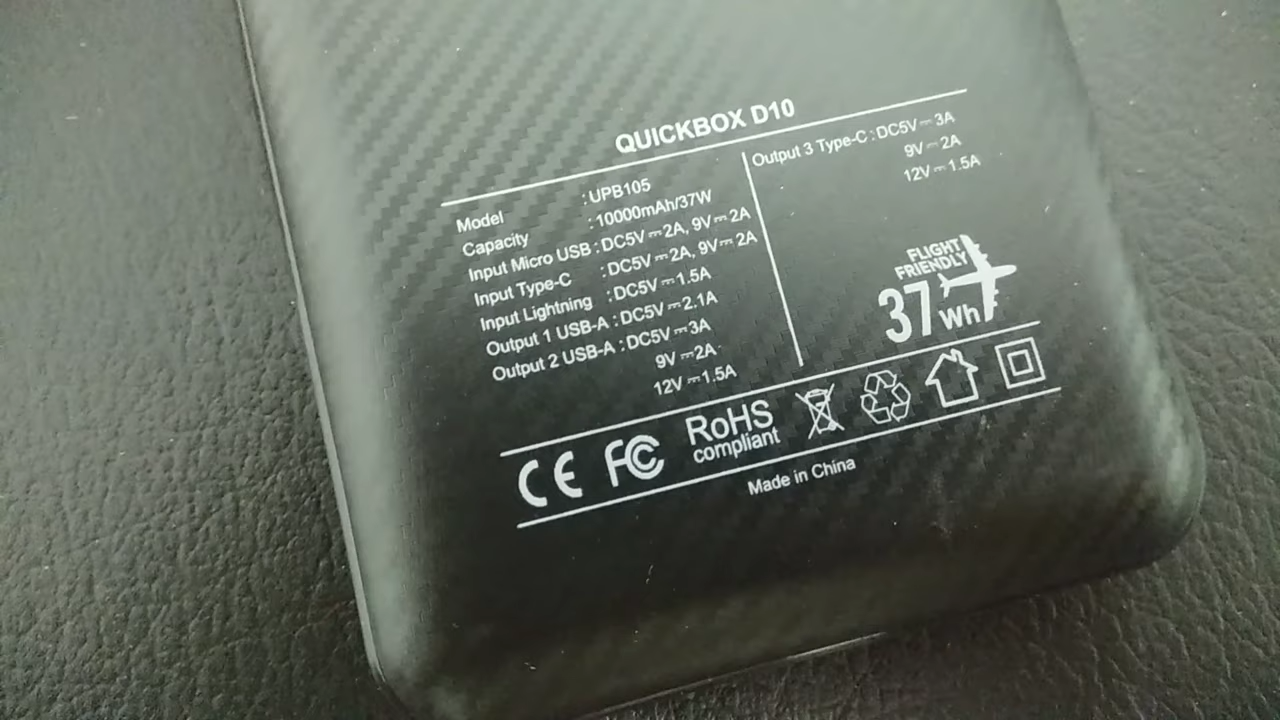 QUICKBOX D10
Model : UPB105
Capacity : 10000mAh/37W
Input Micro USB : DC5V⎓2A, 9V⎓2A
Input Type-C : DC5V⎓2A, 9V⎓2A
Input Lightning : DC5V⎓1.5A
Output 1 USB-A : DC5V⎓2.1A
Output 2 USB-A : DC5V⎓3A
9V⎓2A
12V⎓1.5A
Output 3 Type-C : DC5V⎓3A
9V⎓2A
12V⎓1.5A
FLIGHT
FRIENDLY
37Wh
CE FC RoHS
compliant
Made in China